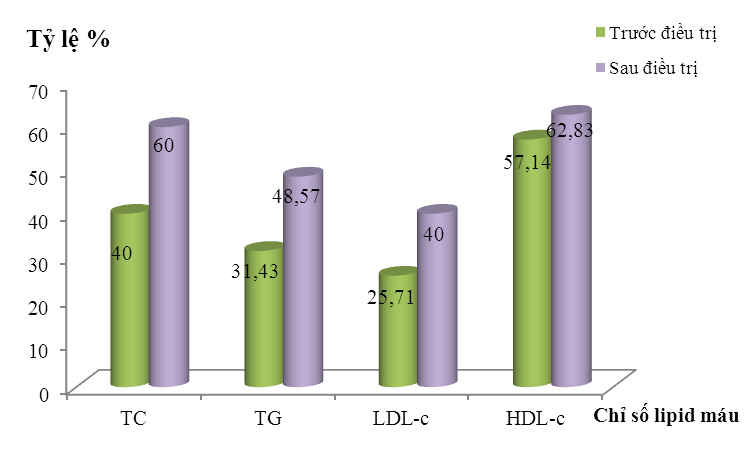 Tỷ lệ %
Trước điều trị
Sau điều trị
70
60
50
40
30
20
10
0
40
60
31,43
48,57
25,71
40
57,14
62,83
TC
TG
LDL-c
HDL-c
Chỉ số lipid máu